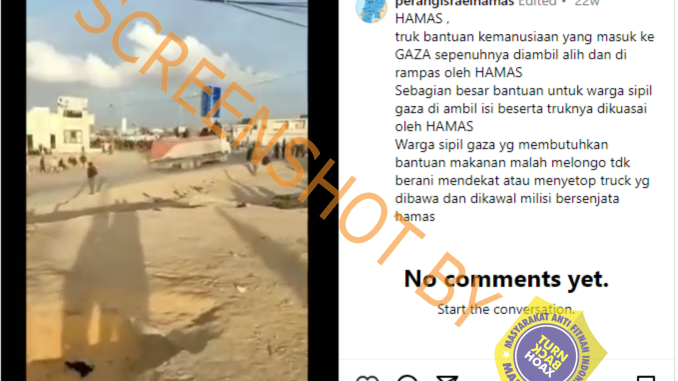 perangisraelhamas Edited • 22w
HAMAS ,
truk bantuan kemanusiaan yang masuk ke
GAZA sepenuhnya diambil alih dan di
rampas oleh HAMAS
Sebagian besar bantuan untuk warga sipil
gaza di ambil isi beserta truknya dikuasai
oleh HAMAS
Warga sipil gaza yg membutuhkan
bantuan makanan malah melongo tdk
berani mendekat atau menyetop truck yg
dibawa dan dikawal milisi bersenjata
hamas
No comments yet.
Start the conversation.
SCREENSHOT BY
MASYARAKAT ANTI FITNAH INDONE
TURN
BACK
HOAX